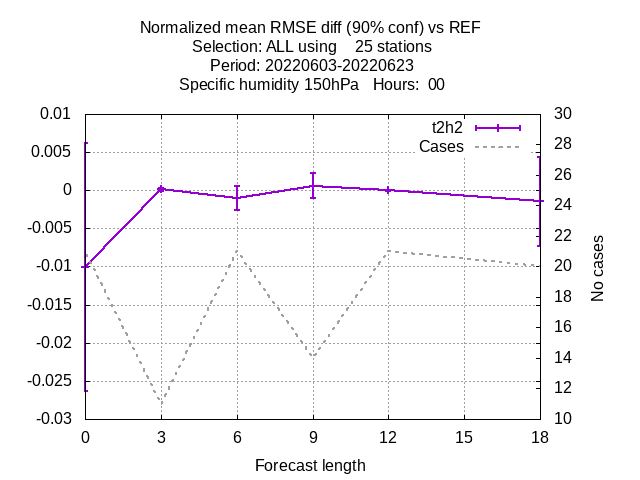 Normalized mean RMSE diff (90% conf) vs REF
Selection: ALL using    25 stations
Period: 20220603-20220623
Specific humidity 150hPa   Hours:  00
t2h2
Cases
0.01
0.005
0
-0.005
-0.01
-0.015
-0.02
-0.025
-0.03
30
28
26
24
22
20
18
16
14
12
10
No cases
0 3 6 9 12 15 18
Forecast length